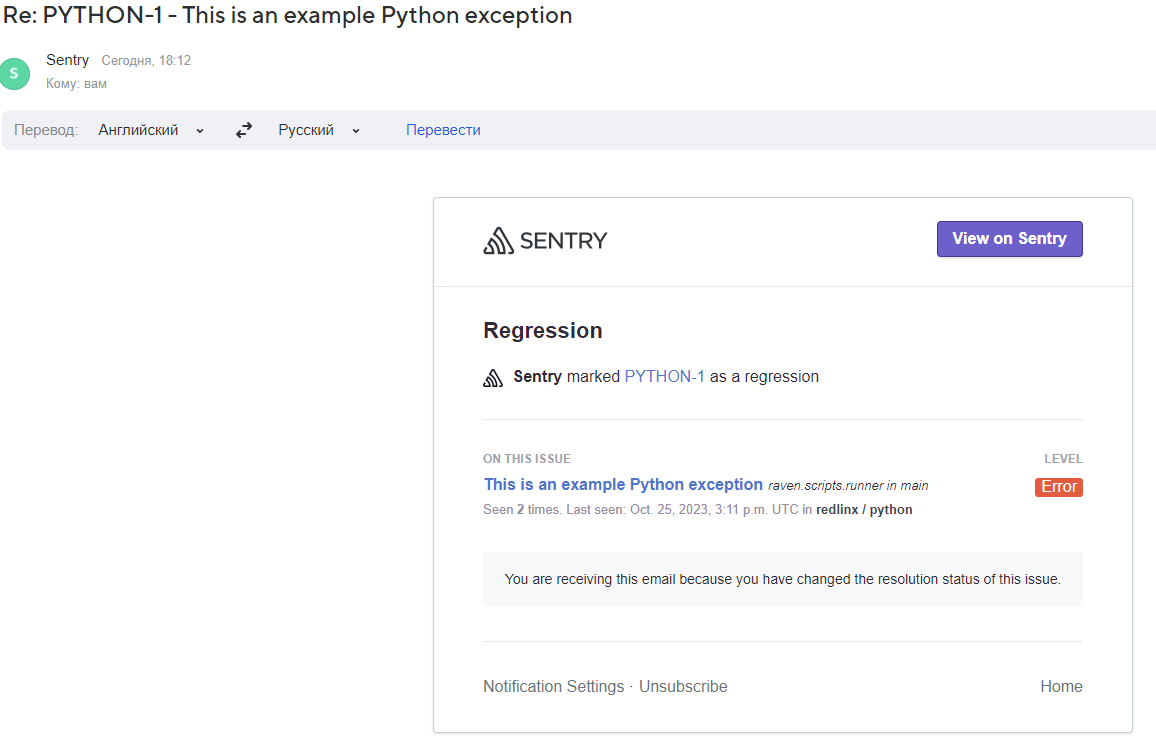 Re: PYTHON-1 - This is an example Python exception
S
Sentry Сегодня, 18:12
Кому: вам
Перевод: Английский Русский Перевести
SENTRY
View on Sentry
Regression
Sentry marked PYTHON-1 as a regression
ON THIS ISSUE LEVEL
This is an example Python exception raven.scripts.runner in main Error
Seen 2 times. Last seen: Oct. 25, 2023, 3:11 p.m. UTC in redlinx / python
You are receiving this email because you have changed the resolution status of this issue.
Notification Settings · Unsubscribe Home